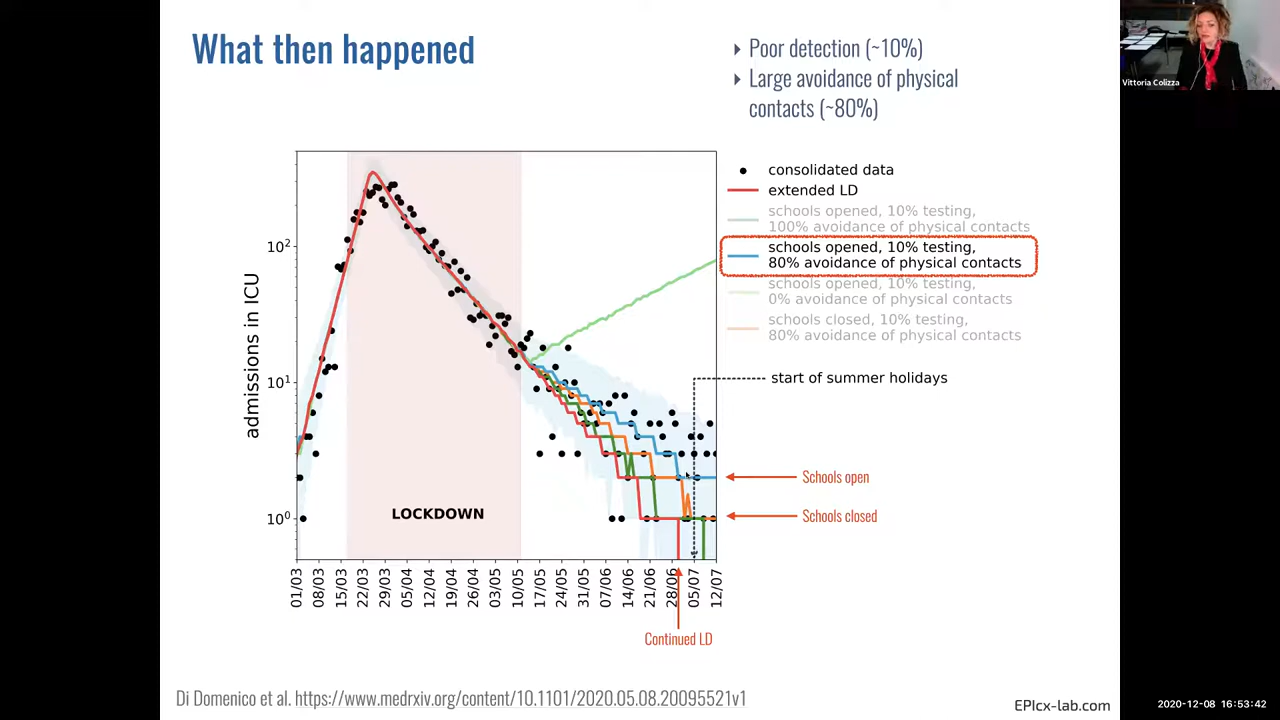 What then happened
Poor detection (~10%)
Large avoidance of physical
contacts (~80%)
Vittoria Colizza
consolidated data
extended LD
schools opened, 10% testing,
100% avoidance of physical contacts
schools opened, 10% testing,
80% avoidance of physical contacts
schools opened, 10% testing,
0% avoidance of physical contacts
schools closed, 10% testing,
80% avoidance of physical contacts
start of summer holidays
admissions in ICU
10²
10¹
10⁰
LOCKDOWN
Schools open
Schools closed
01/03
08/03
15/03
22/03
29/03
05/04
12/04
19/04
26/04
03/05
10/05
17/05
24/05
31/05
07/06
14/06
21/06
28/06
05/07
12/07
Continued LD
Di Domenico et al. https://www.medrxiv.org/content/10.1101/2020.05.08.20095521v1
EPIcx-lab.com
2020-12-08 16:53:42